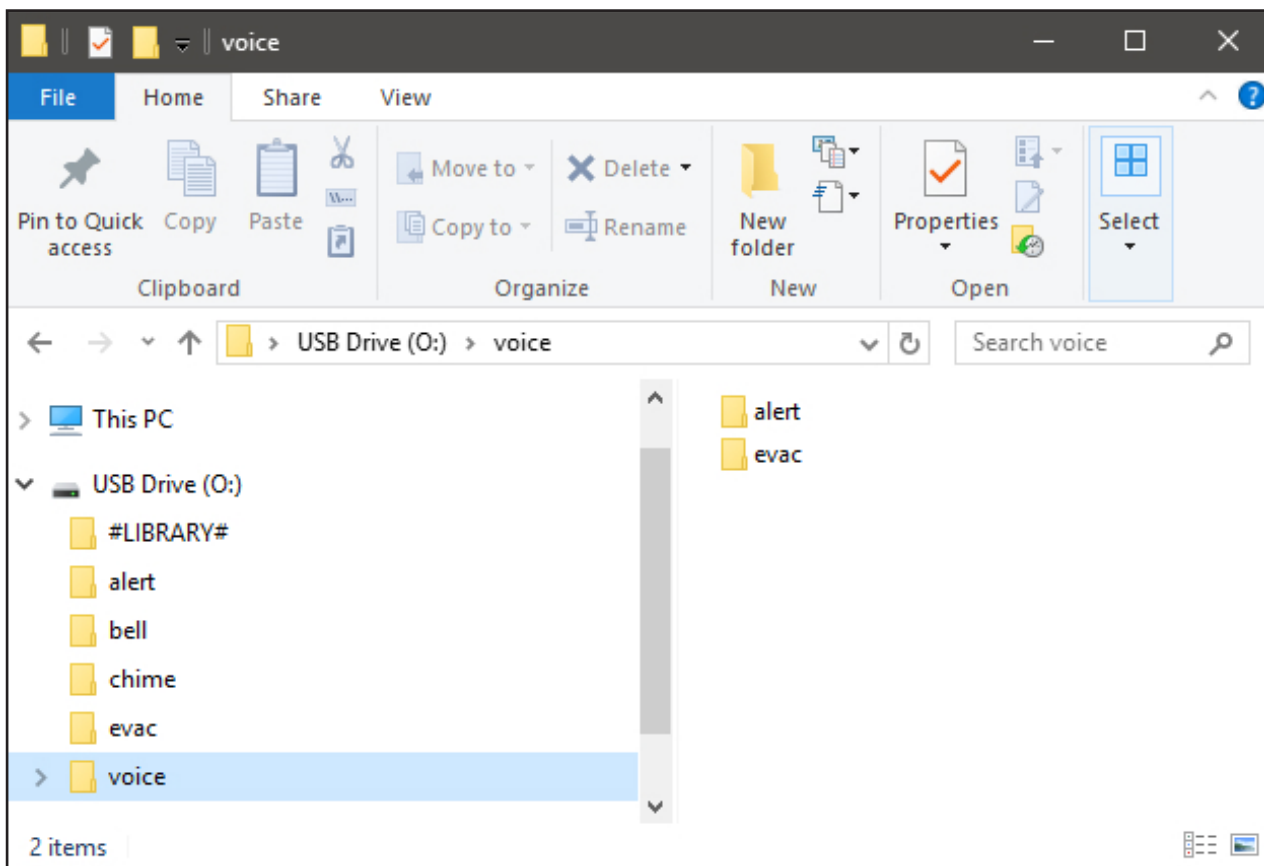 voice
File Home Share View
Pin to Quick access
Copy
Paste
Move to
Copy to
Delete
Rename
New folder
Properties
Select
Clipboard Organize New Open
USB Drive (O:) > voice
Search voice
This PC
USB Drive (O:)
#LIBRARY#
alert
bell
chime
evac
voice
alert
evac
2 items